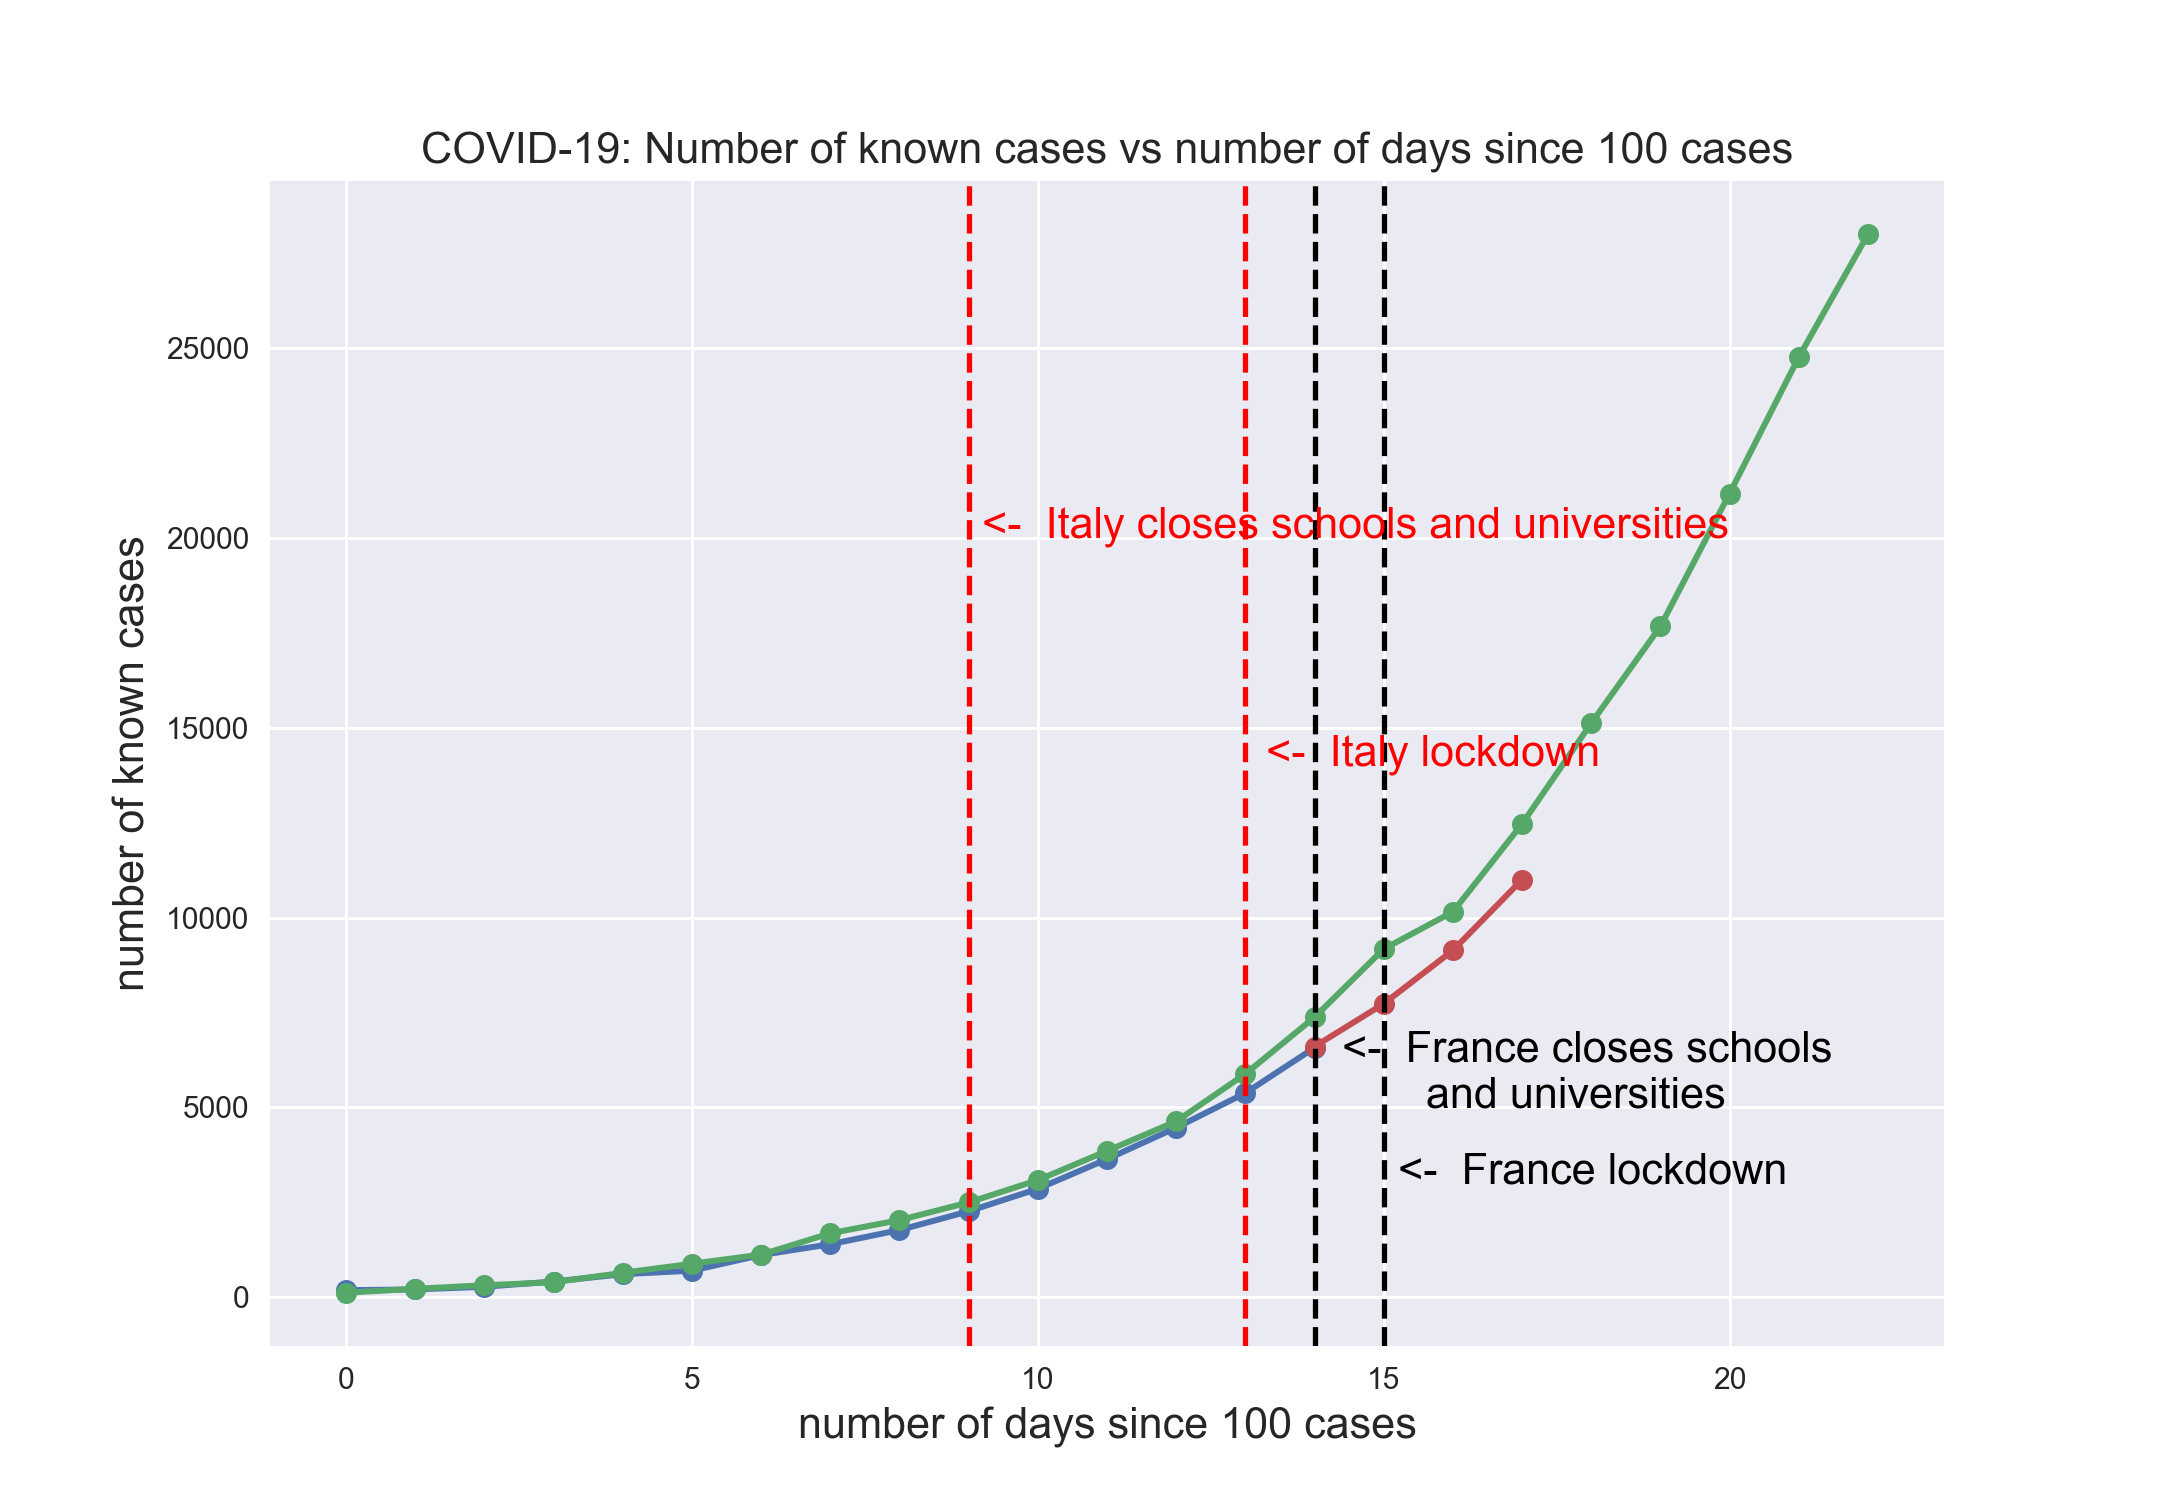 COVID-19: Number of known cases vs number of days since 100 cases
number of known cases
25000
20000
15000
10000
5000
0
<- Italy closes schools and universities
<- Italy lockdown
<- France closes schools
and universities
<- France lockdown
0 5 10 15 20
number of days since 100 cases